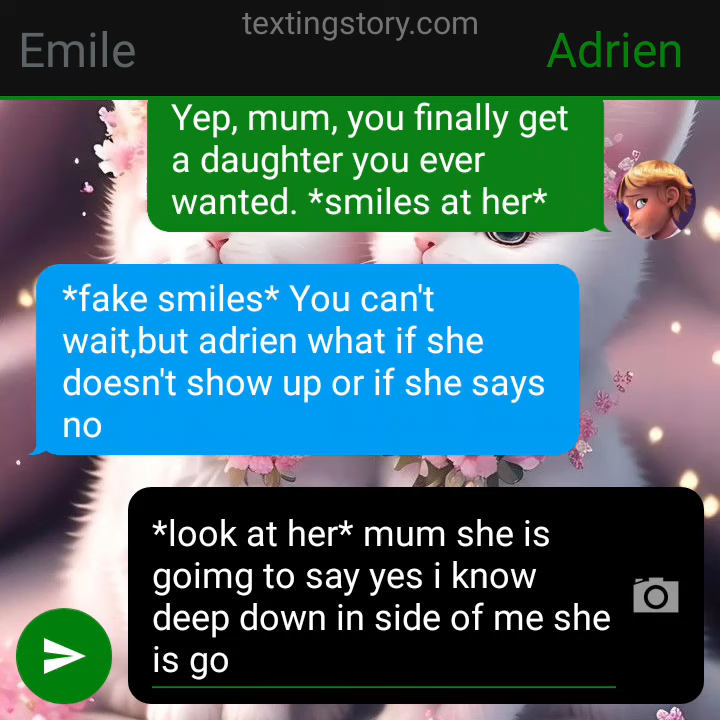 textingstory.com
Emile
Adrien
Yep, mum, you finally get
a daughter you ever
wanted. *smiles at her*
*fake smiles* You can't
wait,but adrien what if she
doesn't show up or if she says
no
*look at her* mum she is
goimg to say yes i know
deep down in side of me she
is go